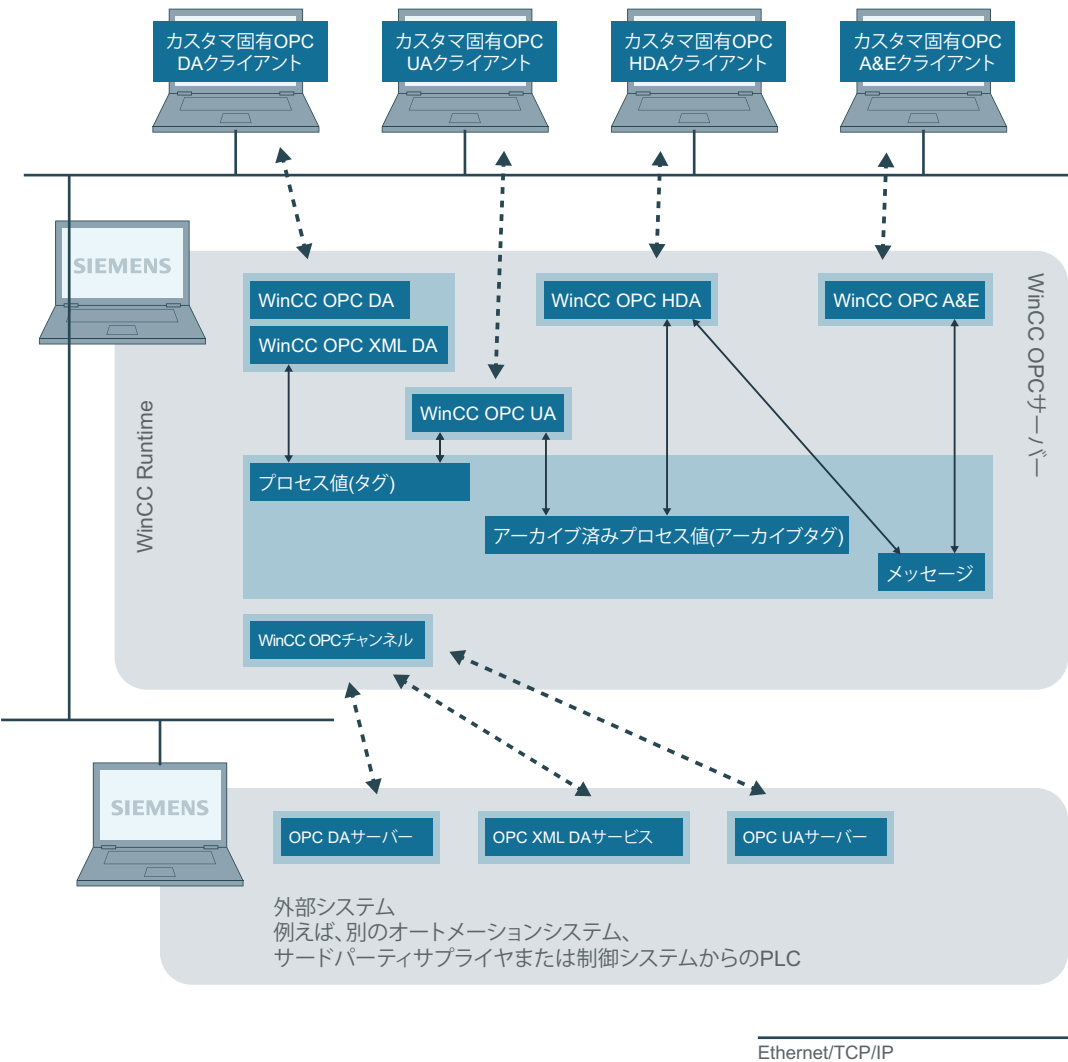 カスタマ固有OPC
DAクライアント
カスタマ固有OPC
UAクライアント
カスタマ固有OPC
HDAクライアント
カスタマ固有OPC
A&Eクライアント
SIEMENS
WinCC OPC DA
WinCC OPC XML DA
WinCC OPC HDA
WinCC OPC A&E
WinCC OPCサーバー
WinCC OPC UA
WinCC Runtime
プロセス値(タグ)
アーカイブ済みプロセス値(アーカイブタグ)
メッセージ
WinCC OPCチャンネル
SIEMENS
OPC DAサーバー
OPC XML DAサービス
OPC UAサーバー
外部システム
例えば、別のオートメーションシステム、
サードパーティサプライヤまたは制御システムからのPLC
Ethernet/TCP/IP